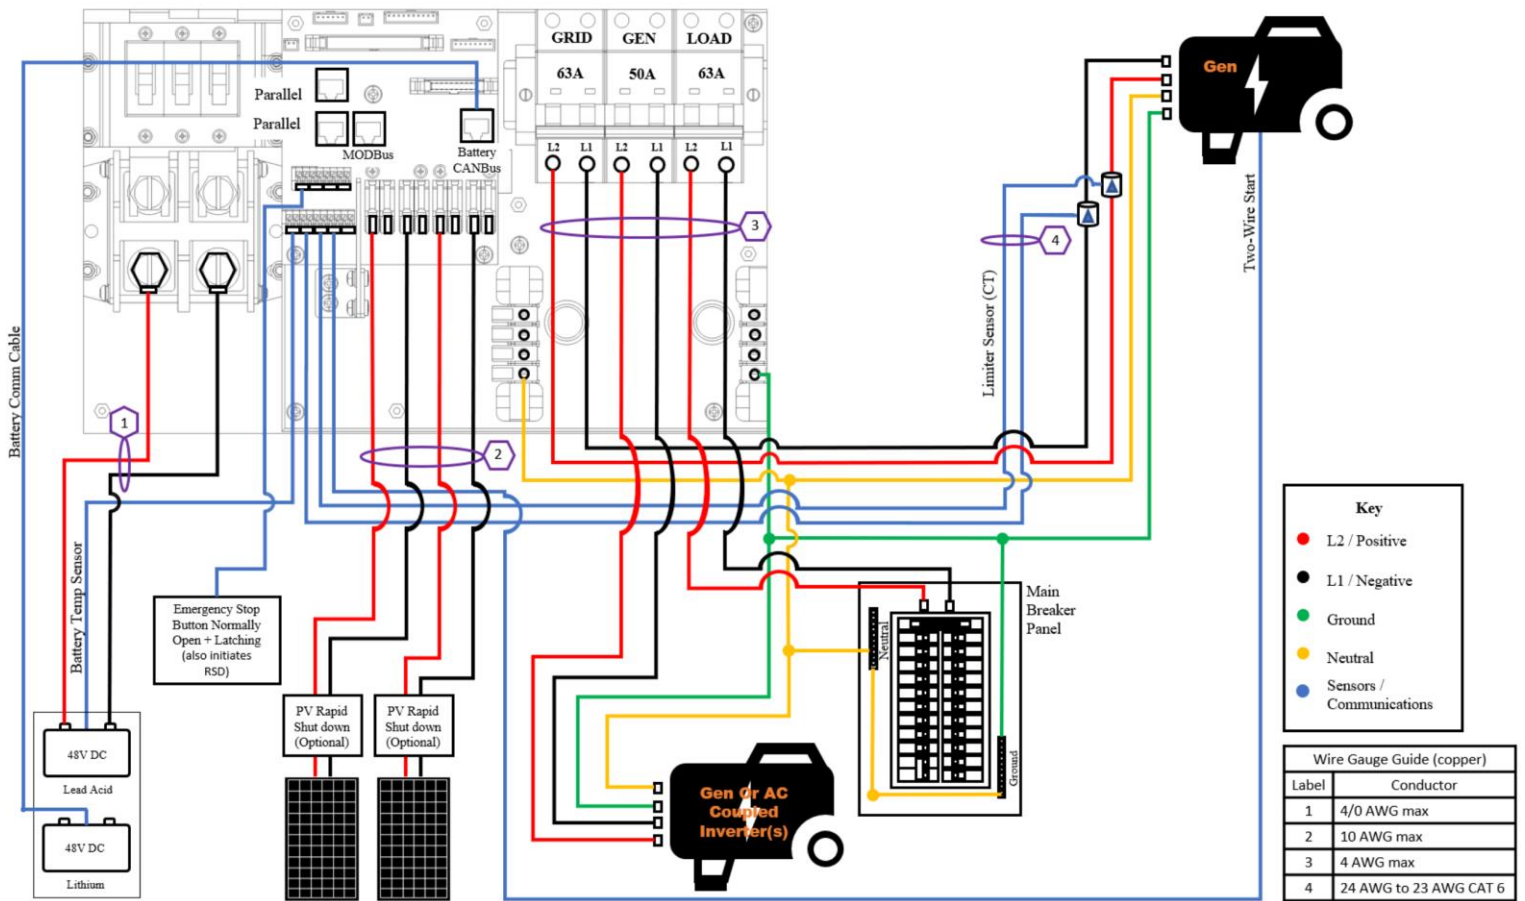 GRID
GEN
LOAD
63A
50A
63A
L2
L1
L2
L1
L2
L1
Parallel
Parallel
MODBus
Battery
CANBus
Gen
3
4
Two-Wire Start
Limiter Sensor (CT)
Battery Comm Cable
1
2
Battery Temp Sensor
Emergency Stop
Button Normally
Open + Latching
(also initiates
RSD)
PV Rapid
Shut down
(Optional)
PV Rapid
Shut down
(Optional)
48V DC
Lead Acid
48V DC
Lithium
Main
Breaker
Panel
Neutral
Ground
Gen Or AC
Coupled
Inverter(s)
Key
L2 / Positive
L1 / Negative
Ground
Neutral
Sensors /
Communications
Wire Gauge Guide (copper)
Label Conductor
1 4/0 AWG max
2 10 AWG max
3 4 AWG max
4 24 AWG to 23 AWG CAT 6